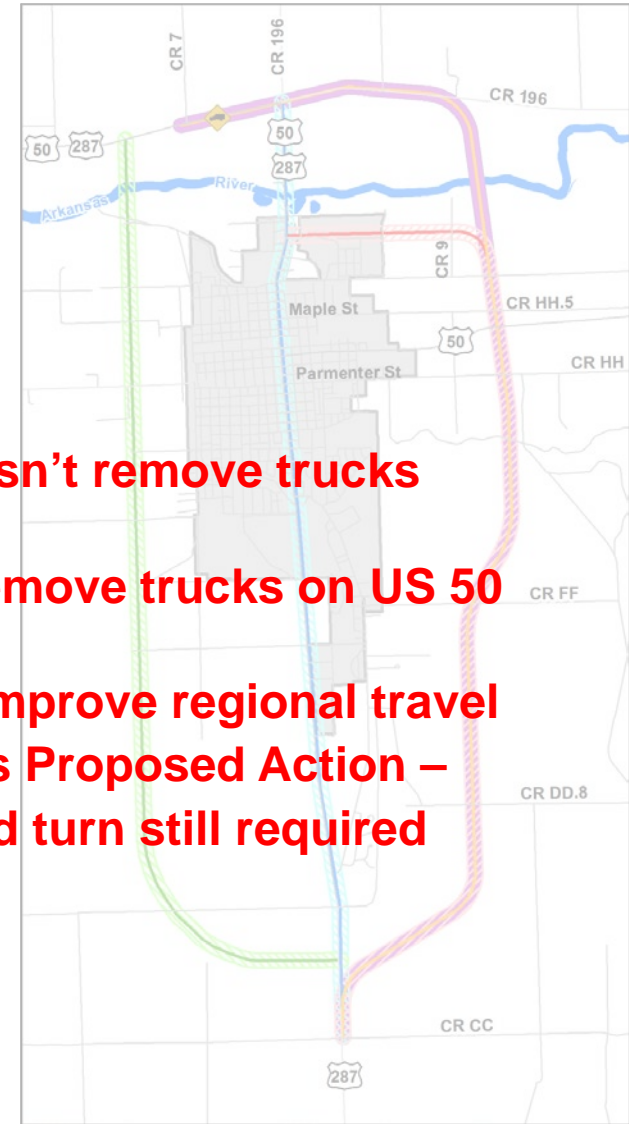 CR 7
CR 196
CR 196
50
287
50
287
Arkansas River
CR 9
Maple St
CR HH.5
50
Parmenter St
CR HH
sn’t remove trucks
move trucks on US 50
CR FF
mprove regional travel
s Proposed Action –
CR DD.8
d turn still required
CR CC
287